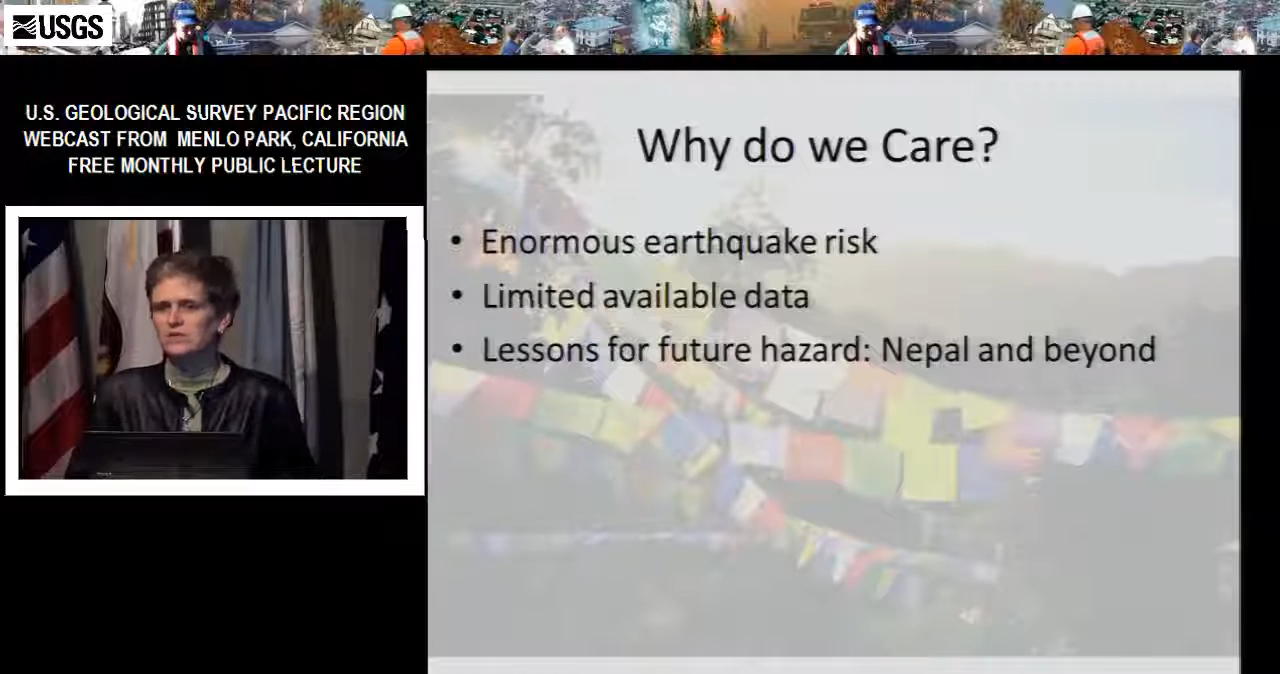 USGS
U.S. GEOLOGICAL SURVEY PACIFIC REGION
WEBCAST FROM MENLO PARK, CALIFORNIA
FREE MONTHLY PUBLIC LECTURE
Why do we Care?
• Enormous earthquake risk
• Limited available data
• Lessons for future hazard: Nepal and beyond